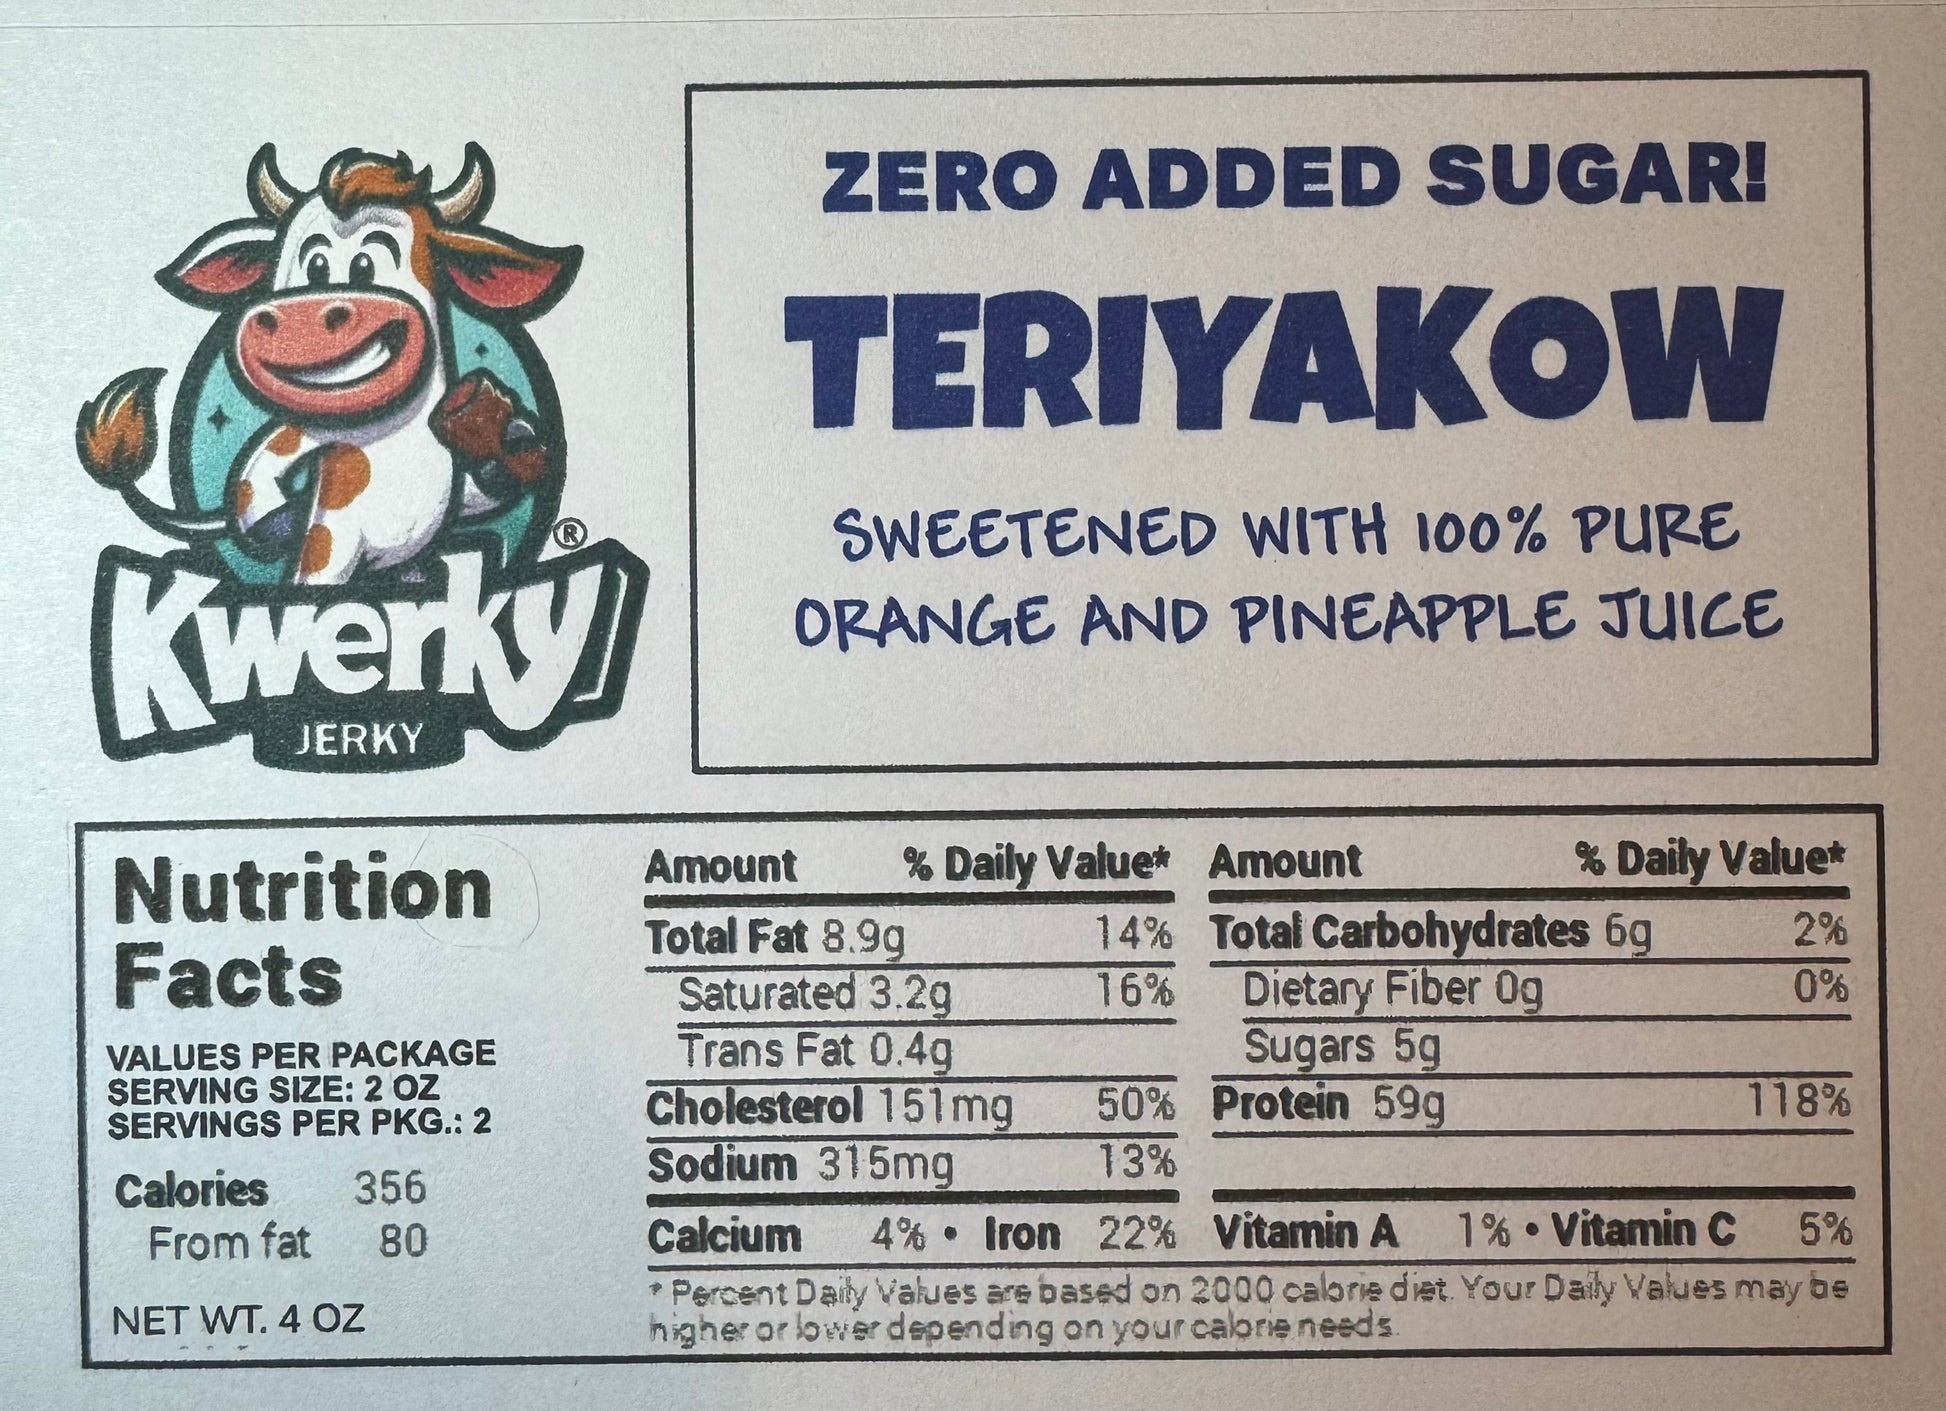 ZERO ADDED SUGAR!
TERIYAKOW
SWEETENED WITH 100% PURE
ORANGE AND PINEAPPLE JUICE
Kwerky®
JERKY
Nutrition
Facts
VALUES PER PACKAGE
SERVING SIZE: 2 OZ
SERVINGS PER PKG.: 2
Calories 356
From fat 80
NET WT. 4 OZ
Amount % Daily Value*
Total Fat 8.9g 14%
Saturated 3.2g 16%
Trans Fat 0.4g
Cholesterol 151mg 50%
Sodium 315mg 13%
Amount % Daily Value*
Total Carbohydrates 6g 2%
Dietary Fiber 0g 0%
Sugars 5g
Protein 59g 118%
Calcium 4% • Iron 22% Vitamin A 1% • Vitamin C 5%
* Percent Daily Values are based on 2000 calorie diet. Your Daily Values may be
higher or lower depending on your calorie needs.